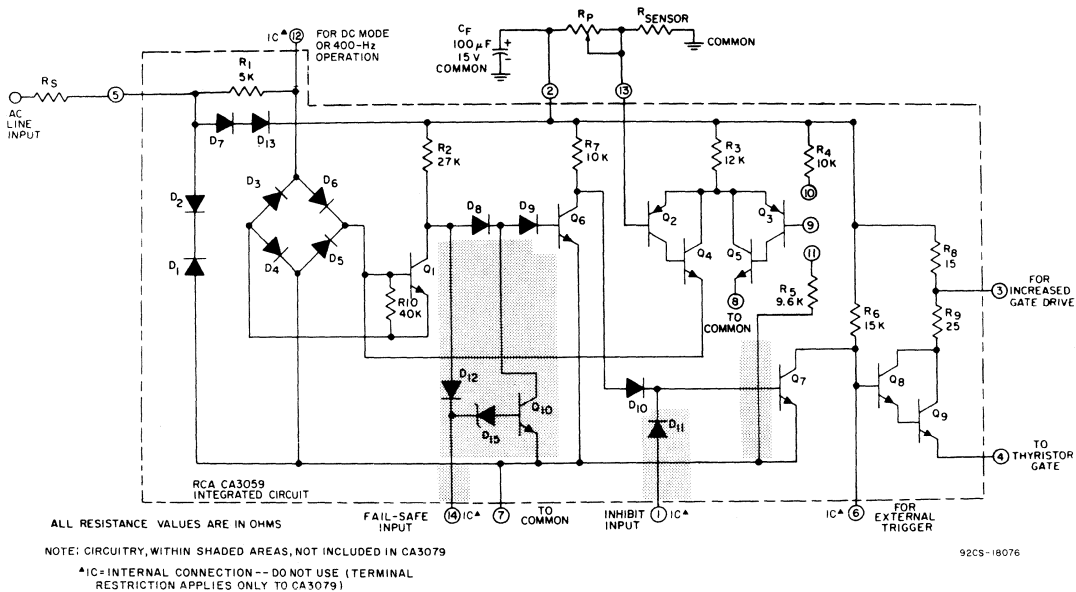 IC▲ 12
FOR DC MODE
OR 400-Hz
OPERATION
CF
100 µF
15 V
COMMON
+
-
RP
RSENSOR
COMMON
RS
5
AC
LINE
INPUT
R1
5K
2
13
D7
D13
R2
27K
R7
10K
R3
12K
R4
10K
10
D2
D1
D3
D6
D4
D5
Q1
R10
40K
D8
D9
Q6
Q2
Q3
9
Q4
Q5
8
TO
COMMON
11
R5
9.6K
R8
15
3
FOR
INCREASED
GATE DRIVE
R6
15K
R9
25
D12
D15
Q10
D10
D11
Q7
Q8
Q9
4
TO
THYRISTOR
GATE
RCA CA3059
INTEGRATED CIRCUIT
FAIL-SAFE
INPUT
14 IC▲
7
TO
COMMON
INHIBIT
INPUT
1 IC▲
IC▲ 6
FOR
EXTERNAL
TRIGGER
ALL RESISTANCE VALUES ARE IN OHMS
NOTE: CIRCUITRY, WITHIN SHADED AREAS, NOT INCLUDED IN CA3079
92CS-18076
▲IC=INTERNAL CONNECTION--DO NOT USE (TERMINAL
RESTRICTION APPLIES ONLY TO CA3079)